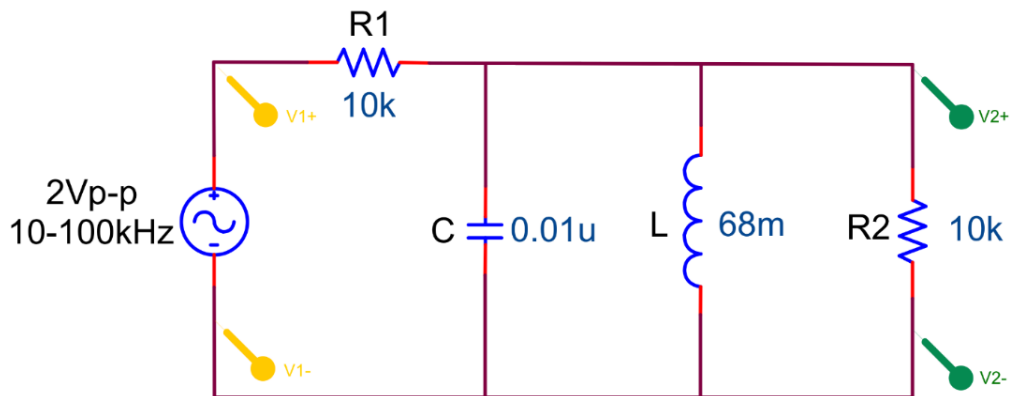 R1
10k
V1+
V2+
2Vp-p
10-100kHz
C
0.01u
L
68m
R2
10k
V1-
V2-